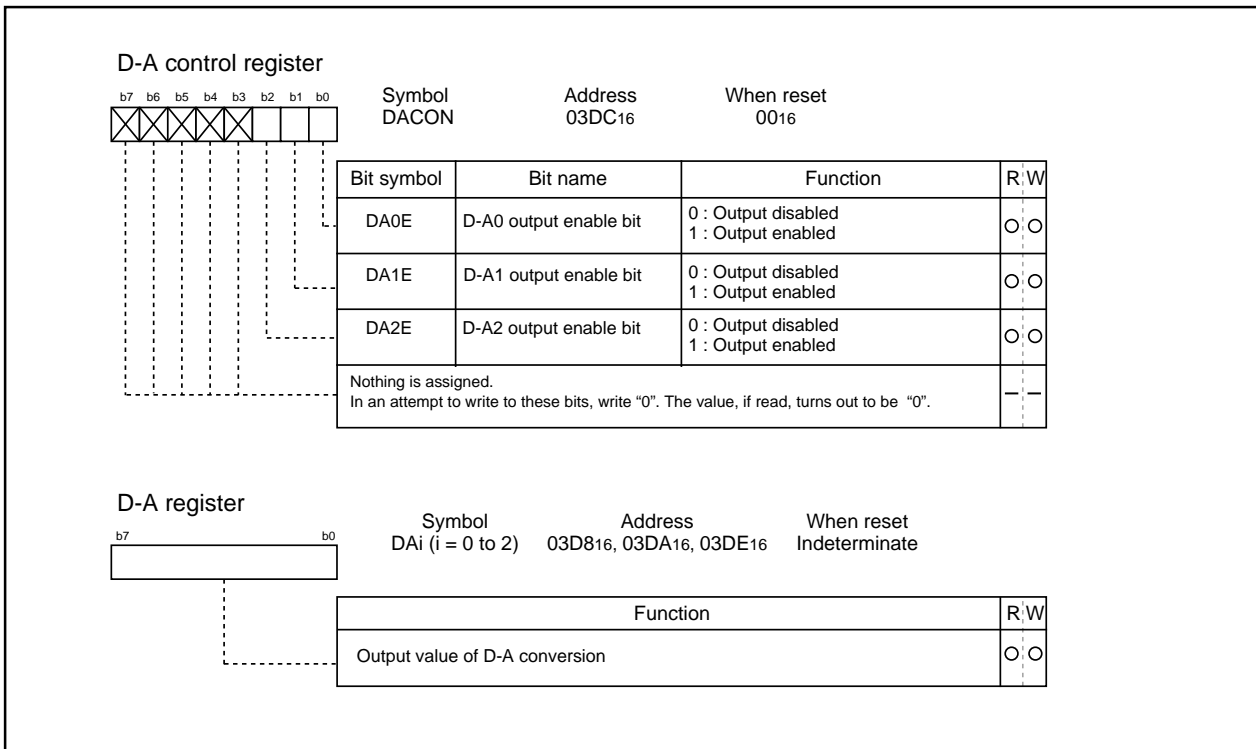 D-A control register
b7 b6 b5 b4 b3 b2 b1 b0
Symbol Address When reset
DACON 03DC16 0016
Bit symbol Bit name Function R W
DA0E D-A0 output enable bit 0 : Output disabled
1 : Output enabled
DA1E D-A1 output enable bit 0 : Output disabled
1 : Output enabled
DA2E D-A2 output enable bit 0 : Output disabled
1 : Output enabled
Nothing is assigned.
In an attempt to write to these bits, write “0”. The value, if read, turns out to be “0”.
D-A register
b7 b0
Symbol Address When reset
DAi (i = 0 to 2) 03D816, 03DA16, 03DE16 Indeterminate
Function R W
Output value of D-A conversion